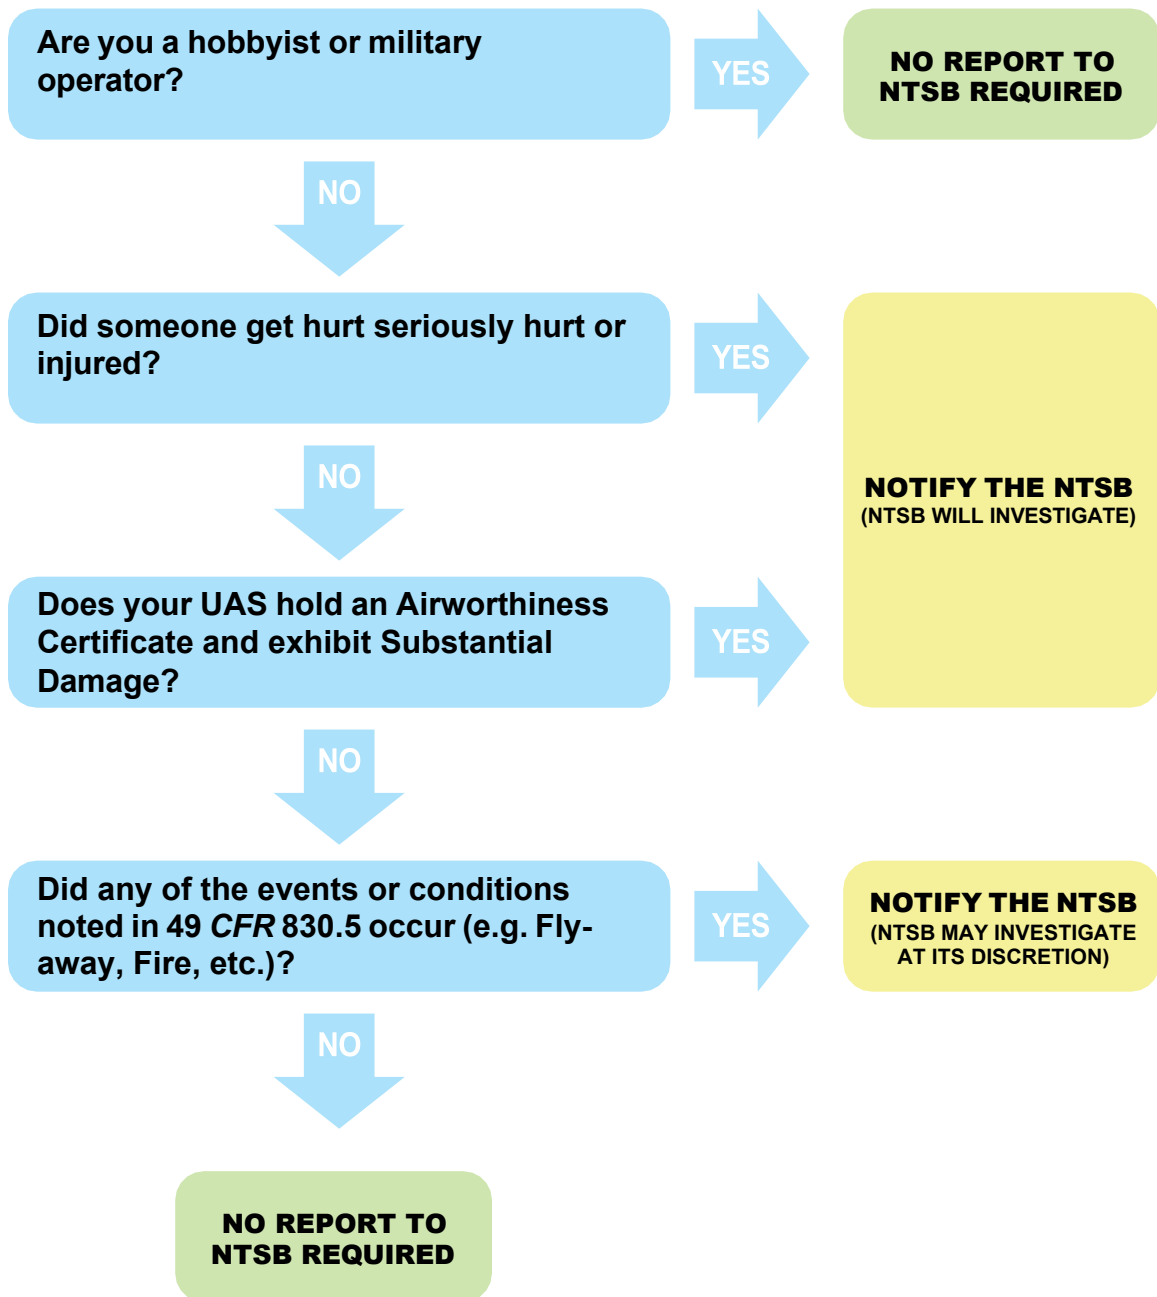 Are you a hobbyist or military
operator?
YES
NO REPORT TO
NTSB REQUIRED
NO
Did someone get hurt seriously hurt or
injured?
YES
NOTIFY THE NTSB
(NTSB WILL INVESTIGATE)
NO
Does your UAS hold an Airworthiness
Certificate and exhibit Substantial
Damage?
YES
NO
Did any of the events or conditions
noted in 49 CFR 830.5 occur (e.g. Fly-
away, Fire, etc.)?
YES
NOTIFY THE NTSB
(NTSB MAY INVESTIGATE
AT ITS DISCRETION)
NO
NO REPORT TO
NTSB REQUIRED